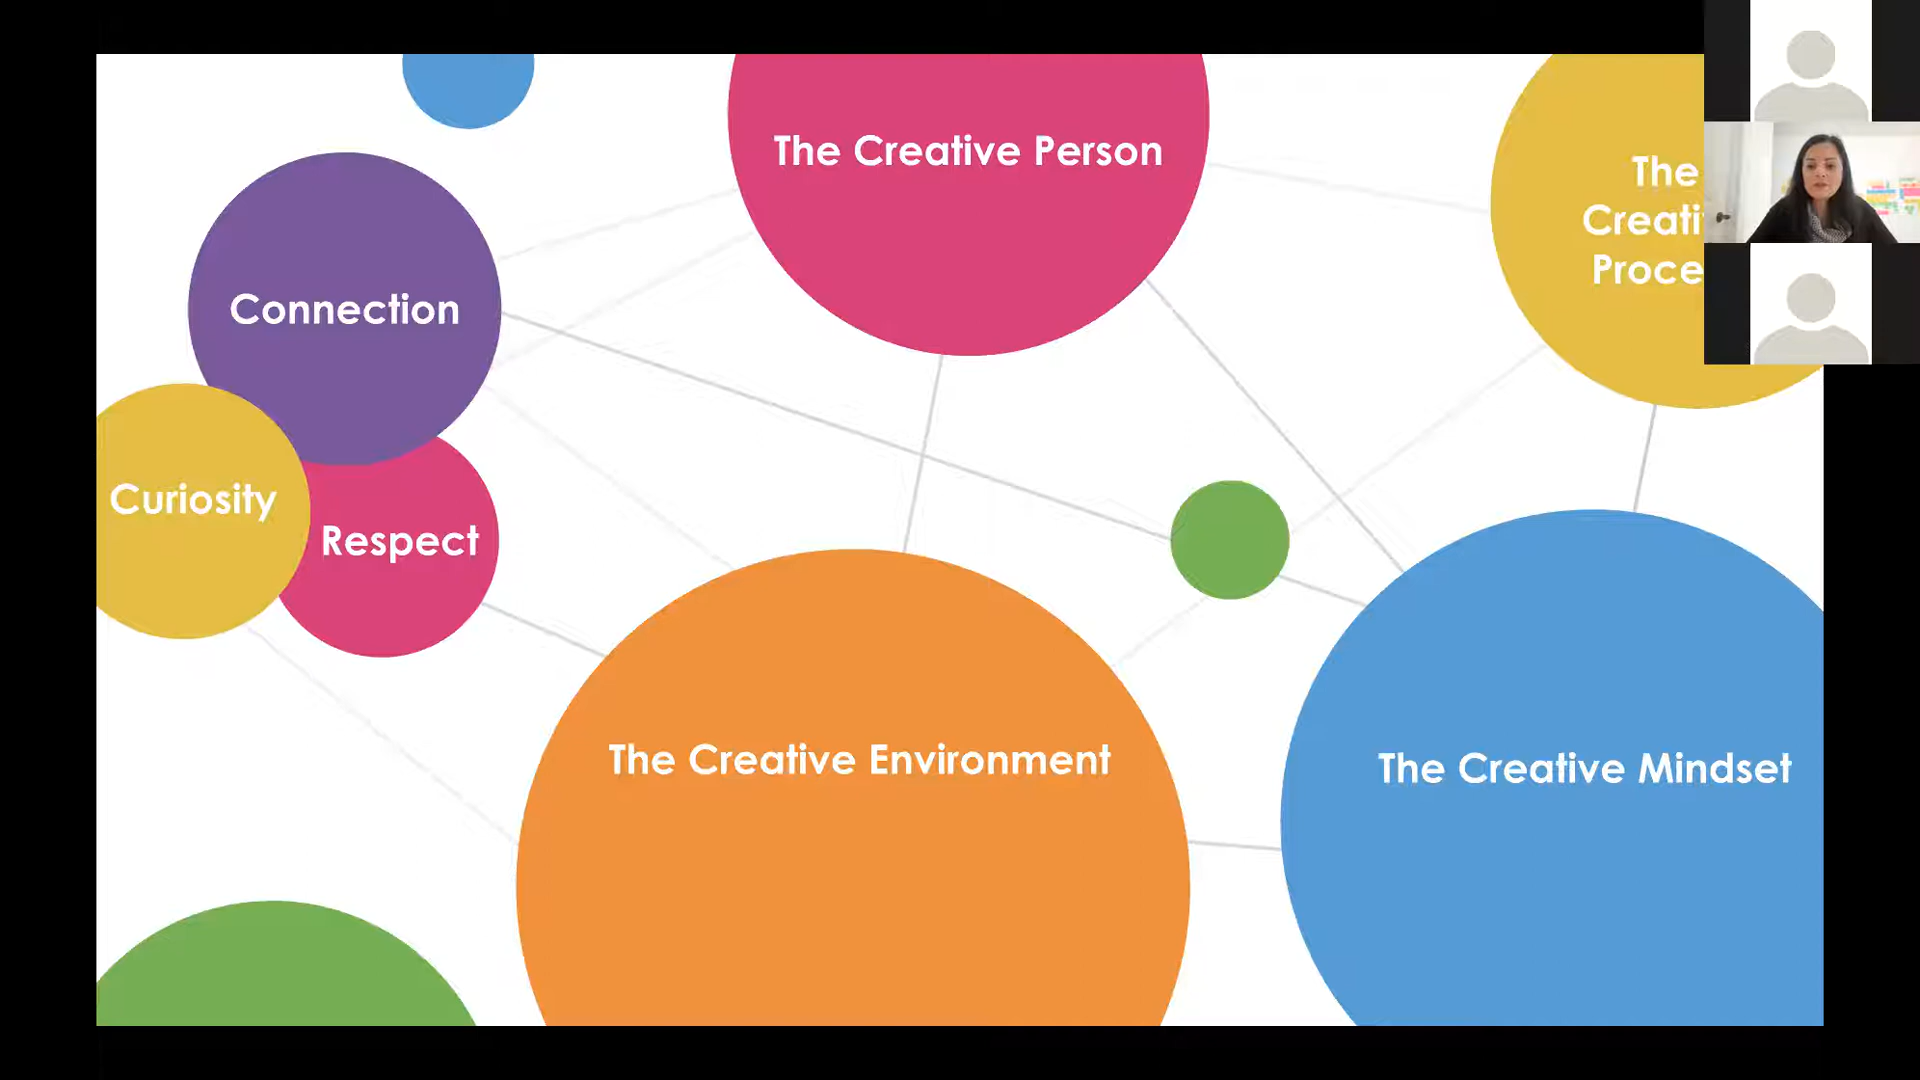 The Creative Person
The
Creati
Proce
Connection
Curiosity
Respect
The Creative Environment
The Creative Mindset